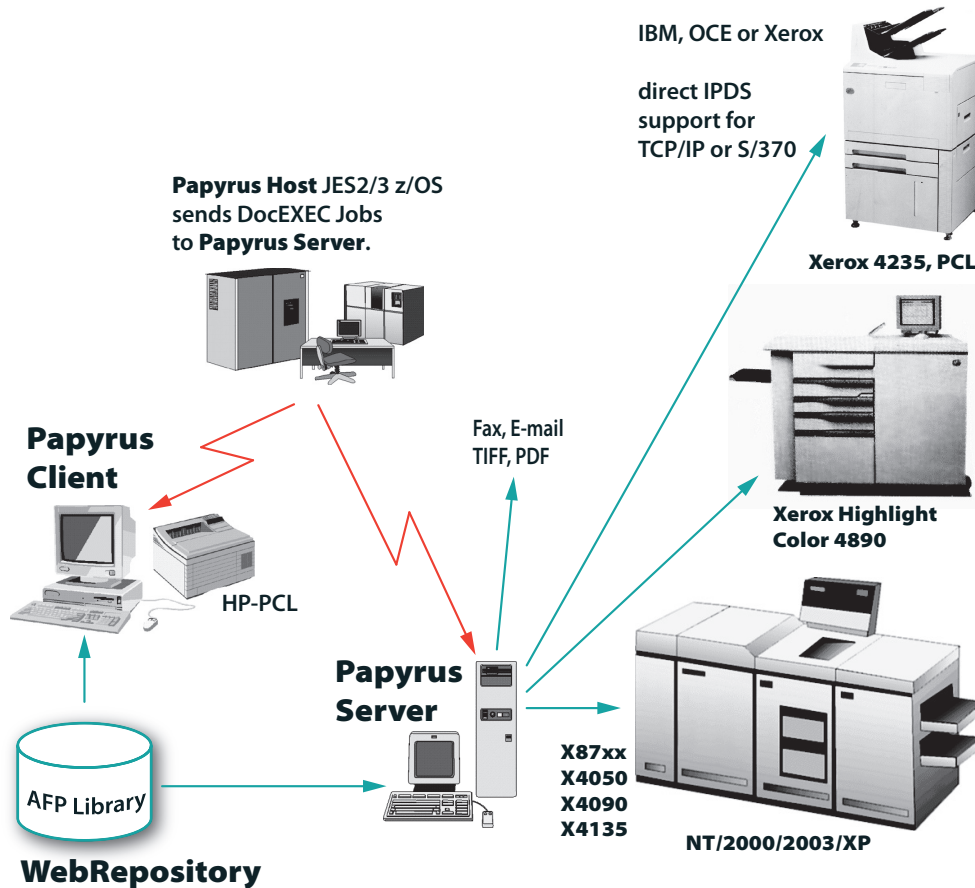 IBM, OCE or Xerox
direct IPDS
support for
TCP/IP or S/370
Papyrus Host JES2/3 z/OS
sends DocEXEC Jobs
to Papyrus Server.
Xerox 4235, PCL
Papyrus
Client
Fax, E-mail
TIFF, PDF
Xerox Highlight
Color 4890
HP-PCL
Papyrus
Server
X87xx
X4050
X4090
X4135
AFP Library
NT/2000/2003/XP
WebRepository